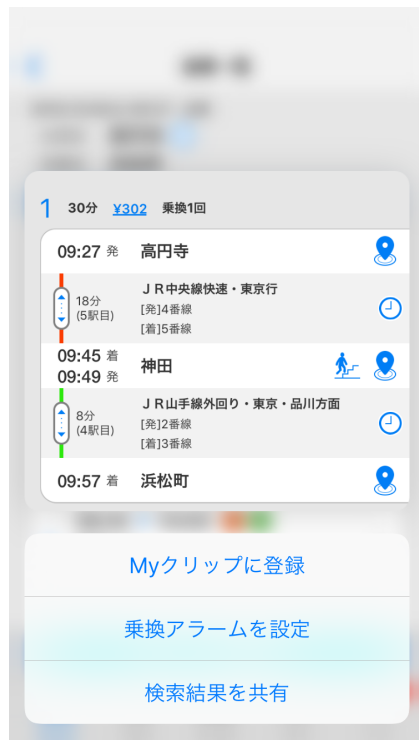 1 30分 ¥302 乗換1回
09:27 発 高円寺
18分
(5駅目)
ＪＲ中央線快速・東京行
[発]4番線
[着]5番線
09:45 着
09:49 発
神田
8分
(4駅目)
ＪＲ山手線外回り・東京・品川方面
[発]2番線
[着]3番線
09:57 着 浜松町
Myクリップに登録
乗換アラームを設定
検索結果を共有